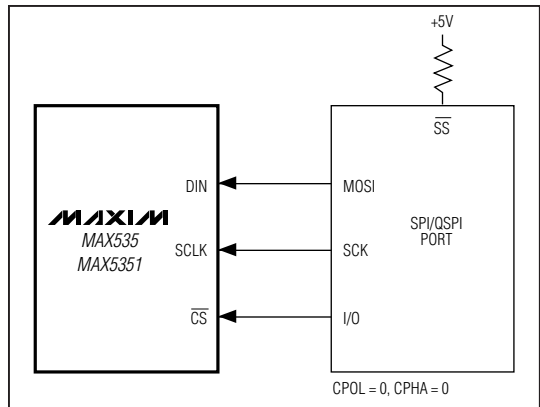 +5V
SS
DIN
MOSI
MAXIM
MAX535
MAX5351
SCLK
SCK
SPI/QSPI
PORT
CS
I/O
CPOL = 0, CPHA = 0